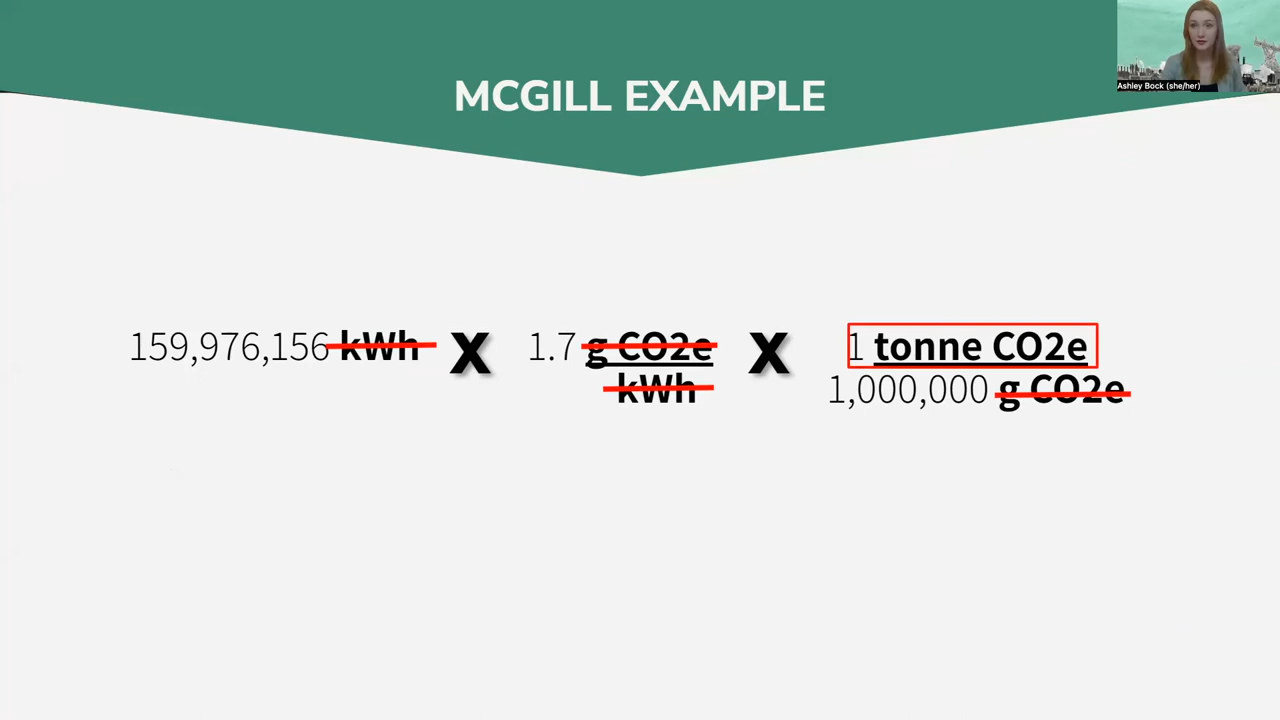 Ashley Bock (she/her)
MCGILL EXAMPLE
159,976,156 kWh X 1.7 g CO2e X 1 tonne CO2e
kWh 1,000,000 g CO2e